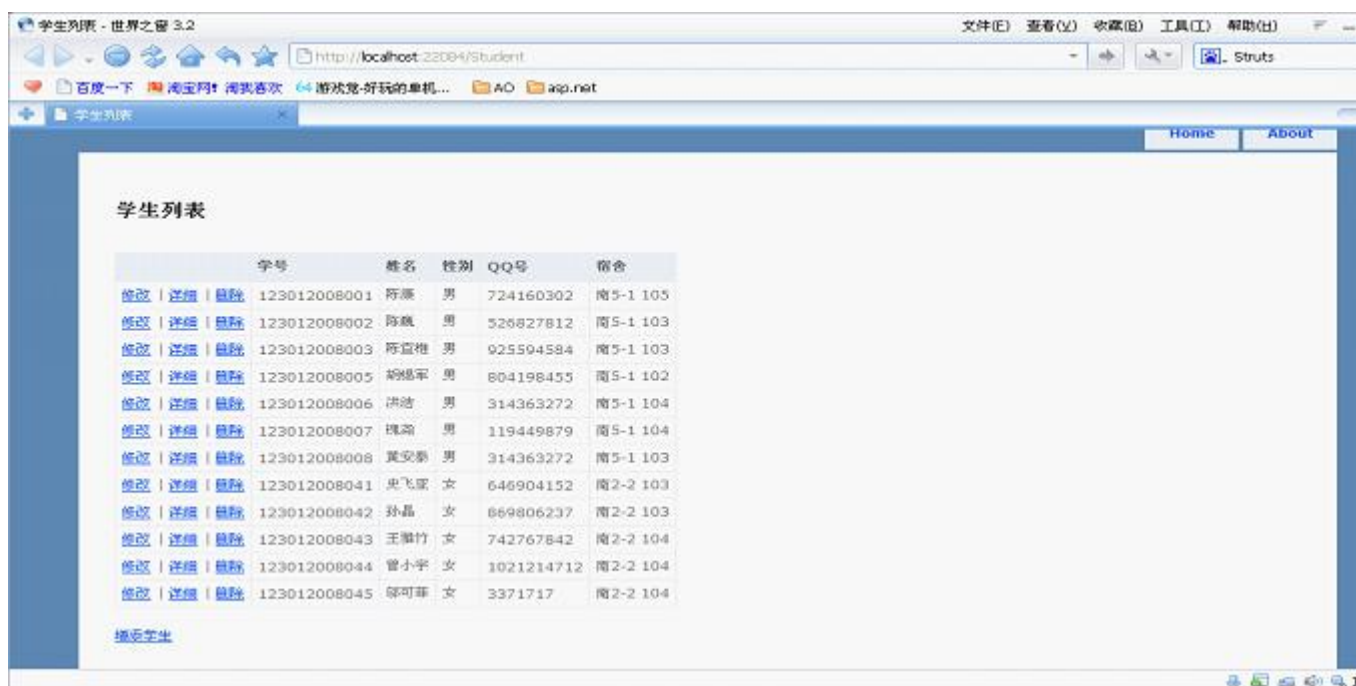 学生列表 - 世界之窗 3.2 文件(F) 查看(V) 收藏(B) 工具(T) 帮助(H)
http://localhost:22084/Student Struts
百度一下 淘宝网! 淘我喜欢 游戏党-好玩的单机... AO asp.net
学生列表
Home About
学生列表
学号 姓名 性别 QQ号 宿舍
修改 | 详细 | 删除 123012008001 陈 男 724160302 南5-1 105
修改 | 详细 | 删除 123012008002 陈 男 526827812 南5-1 103
修改 | 详细 | 删除 123012008003 陈宜 男 925594584 南5-1 103
修改 | 详细 | 删除 123012008005 胡 军 男 804198455 南5-1 102
修改 | 详细 | 删除 123012008006 洪 男 314363272 南5-1 104
修改 | 详细 | 删除 123012008007 男 119449879 南5-1 104
修改 | 详细 | 删除 123012008008 黄安泰 男 314363272 南5-1 103
修改 | 详细 | 删除 123012008041 史飞 女 646904152 南2-2 103
修改 | 详细 | 删除 123012008042 孙晶 女 869806237 南2-2 103
修改 | 详细 | 删除 123012008043 王雅竹 女 742767842 南2-2 104
修改 | 详细 | 删除 123012008044 曾小宇 女 1021214712 南2-2 104
修改 | 详细 | 删除 123012008045 邬可菲 女 3371717 南2-2 104
学生